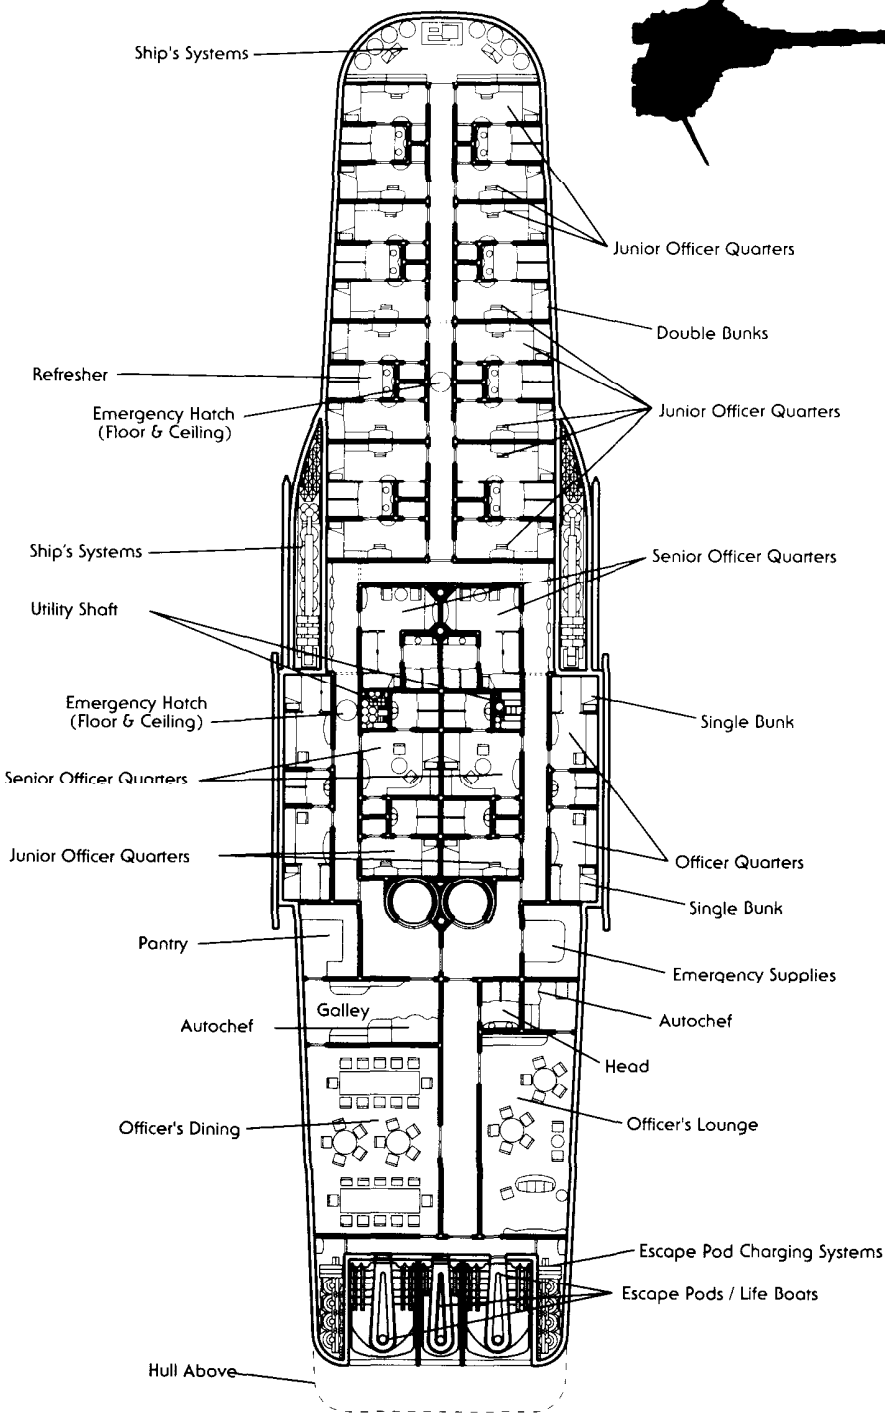 Ship's Systems
Junior Officer Quarters
Double Bunks
Refresher
Emergency Hatch
(Floor & Ceiling)
Junior Officer Quarters
Ship's Systems
Senior Officer Quarters
Utility Shaft
Emergency Hatch
(Floor & Ceiling)
Single Bunk
Senior Officer Quarters
Junior Officer Quarters
Officer Quarters
Single Bunk
Pantry
Emergency Supplies
Galley
Autochef
Autochef
Head
Officer's Dining
Officer's Lounge
Escape Pod Charging Systems
Escape Pods / Life Boats
Hull Above